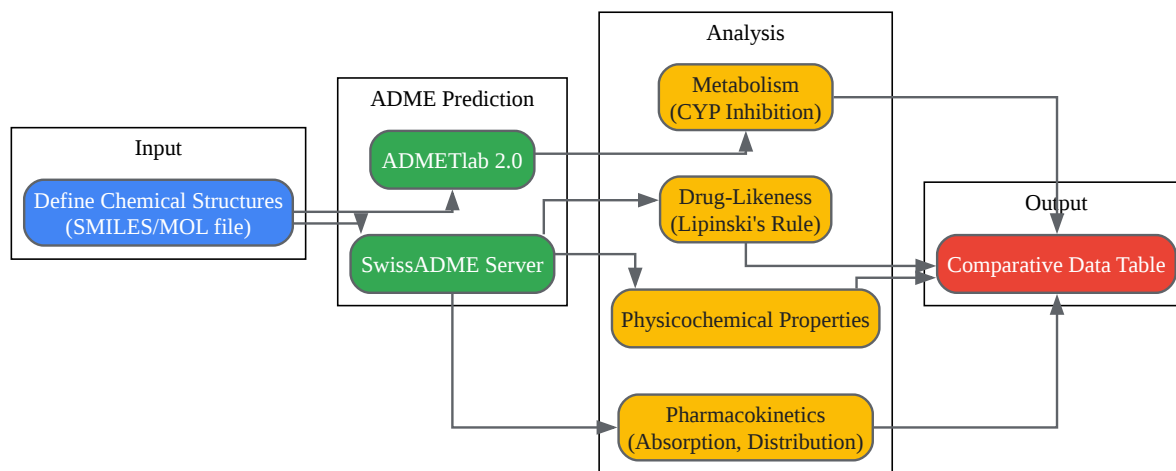 Input
Define Chemical Structures
(SMILES/MOL file)
ADME Prediction
ADMETlab 2.0
SwissADME Server
Analysis
Metabolism
(CYP Inhibition)
Drug-Likeness
(Lipinski's Rule)
Physicochemical Properties
Pharmacokinetics
(Absorption, Distribution)
Output
Comparative Data Table